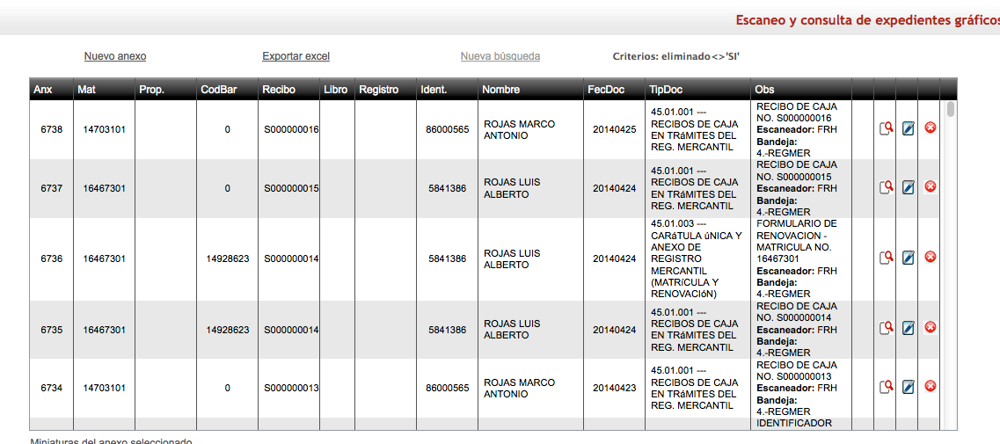 Escaneo y consulta de expedientes gráficos
Nuevo anexo Exportar excel Nueva búsqueda Criterios: eliminado<>'SI'
Anx Mat Prop. CodBar Recibo Libro Registro Ident. Nombre FecDoc TipDoc Obs
6738 14703101 0 S000000016 86000565
ROJAS MARCO
ANTONIO
20140425
45.01.001 ---
RECIBOS DE CAJA
EN TRáMITES DEL
REG. MERCANTIL
RECIBO DE CAJA
NO. S000000016
Escaneador: FRH
Bandeja:
4.-REGMER
6737 16467301 0 S000000015 5841386
ROJAS LUIS
ALBERTO
20140424
45.01.001 ---
RECIBOS DE CAJA
EN TRáMITES DEL
REG. MERCANTIL
RECIBO DE CAJA
NO. S000000015
Escaneador: FRH
Bandeja:
4.-REGMER
6736 16467301 14928623 S000000014 5841386
ROJAS LUIS
ALBERTO
20140424
45.01.003 ---
CARáTULA úNICA Y
ANEXO DE
REGISTRO
MERCANTIL
(MATRíCULA Y
RENOVACIóN)
FORMULARIO DE
RENOVACION -
MATRICULA NO.
16467301
Escaneador: FRH
Bandeja:
4.-REGMER
6735 16467301 14928623 S000000014 5841386
ROJAS LUIS
ALBERTO
20140424
45.01.001 ---
RECIBOS DE CAJA
EN TRáMITES DEL
REG. MERCANTIL
RECIBO DE CAJA
NO. S000000014
Escaneador: FRH
Bandeja:
4.-REGMER
6734 14703101 0 S000000013 86000565
ROJAS MARCO
ANTONIO
20140423
45.01.001 ---
RECIBOS DE CAJA
EN TRáMITES DEL
REG. MERCANTIL
RECIBO DE CAJA
NO. S000000013
Escaneador: FRH
Bandeja:
4.-REGMER
IDENTIFICADOR
Miniaturas del anexo seleccionado